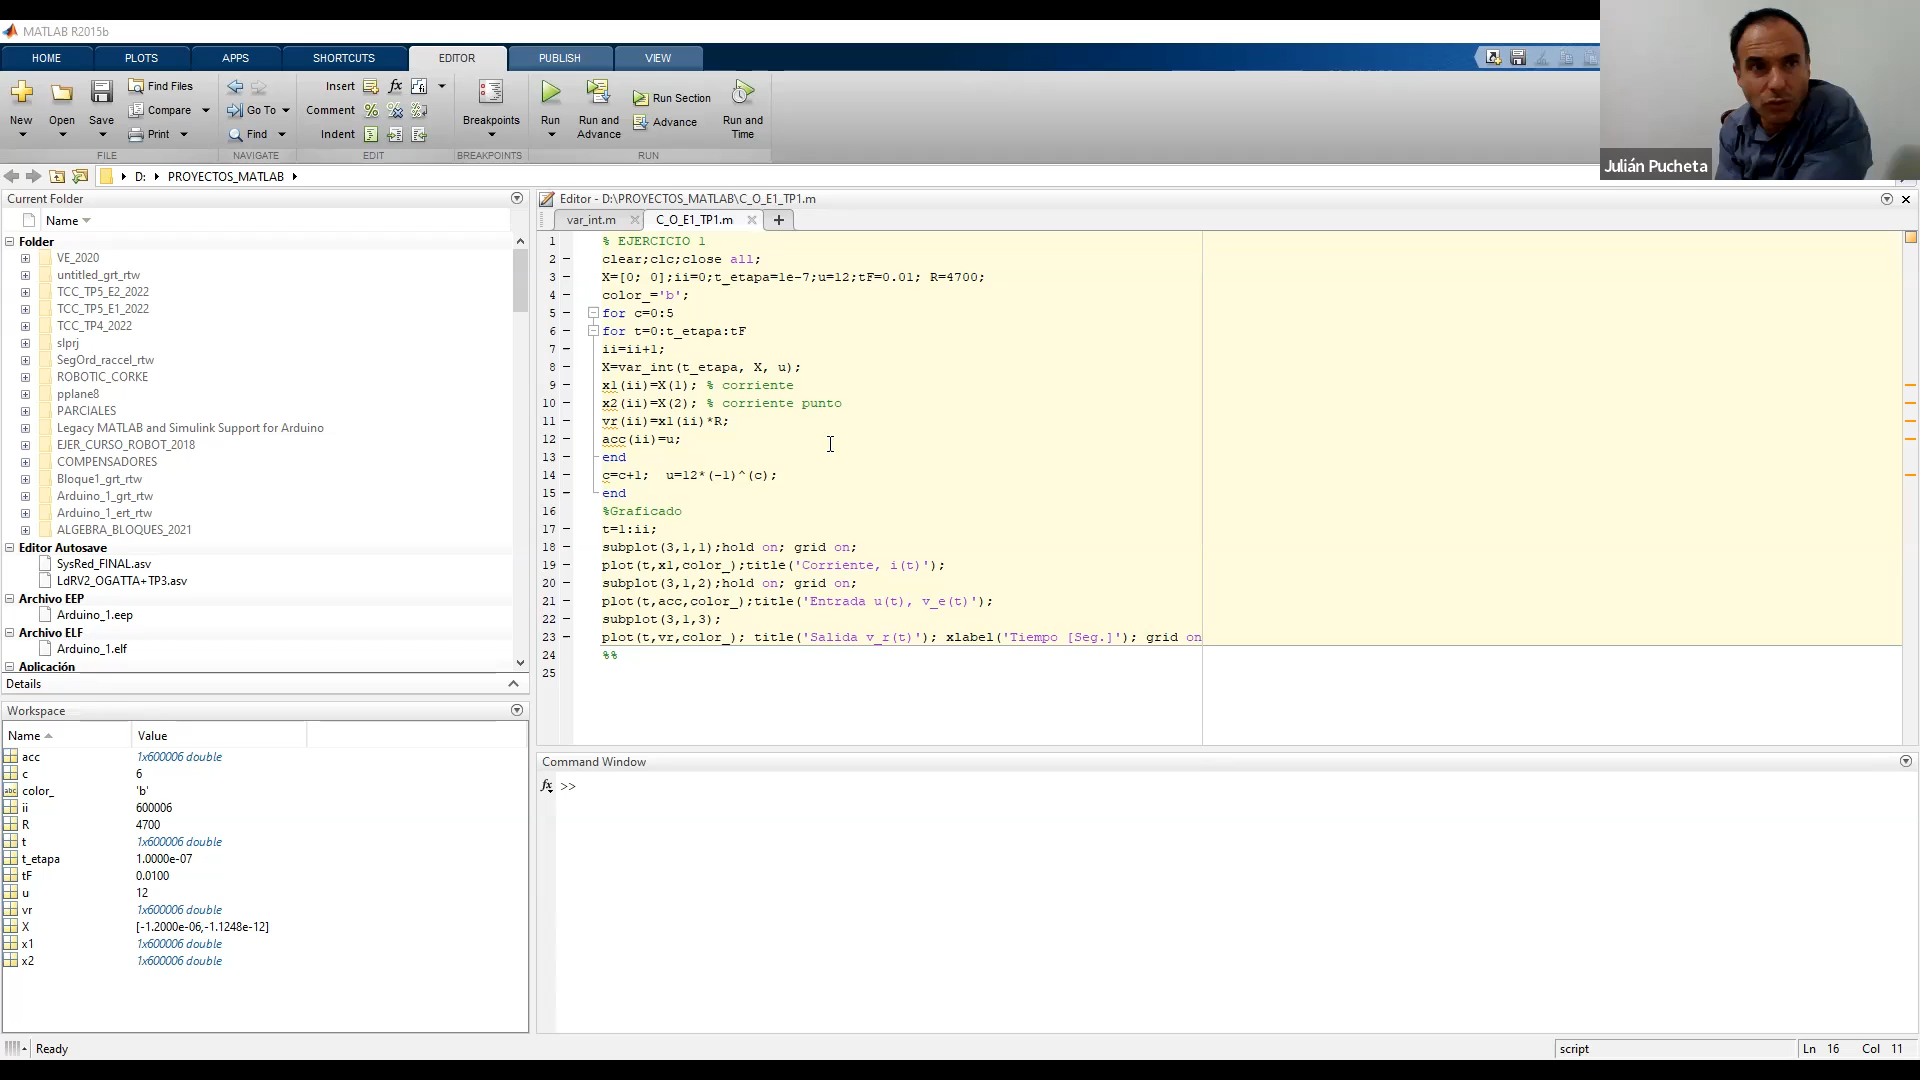 MATLAB R2015b
HOME PLOTS APPS SHORTCUTS EDITOR PUBLISH VIEW
New Open Save Find Files Compare Print
FILE
Go To Find
NAVIGATE
Insert fx
Comment
Indent
EDIT
Breakpoints
BREAKPOINTS
Run Run and Advance Run Section Advance Run and Time
RUN
Julián Pucheta
D: PROYECTOS_MATLAB
Current Folder
Name
Folder
VE_2020
untitled_grt_rtw
TCC_TP5_E2_2022
TCC_TP5_E1_2022
TCC_TP4_2022
slprj
SegOrd_raccel_rtw
ROBOTIC_CORKE
pplane8
PARCIALES
Legacy MATLAB and Simulink Support for Arduino
EJER_CURSO_ROBOT_2018
COMPENSADORES
Bloque1_grt_rtw
Arduino_1_grt_rtw
Arduino_1_ert_rtw
ALGEBRA_BLOQUES_2021
Editor Autosave
SysRed_FINAL.asv
LdRV2_OGATTA+TP3.asv
Archivo EEP
Arduino_1.eep
Archivo ELF
Arduino_1.elf
Aplicación
Details
Workspace
Name Value
acc 1x600006 double
c 6
color_ 'b'
ii 600006
R 4700
t 1x600006 double
t_etapa 1.0000e-07
tF 0.0100
u 12
vr 1x600006 double
X [-1.2000e-06,-1.1248e-12]
x1 1x600006 double
x2 1x600006 double
Editor - D:\PROYECTOS_MATLAB\C_O_E1_TP1.m
var_int.m C_O_E1_TP1.m
1 % EJERCICIO 1
2 clear;clc;close all;
3 X=[0; 0];ii=0;t_etapa=1e-7;u=12;tF=0.01; R=4700;
4 color_='b';
5 for c=0:5
6 for t=0:t_etapa:tF
7 ii=ii+1;
8 X=var_int(t_etapa, X, u);
9 x1(ii)=X(1); % corriente
10 x2(ii)=X(2); % corriente punto
11 vr(ii)=x1(ii)*R;
12 acc(ii)=u;
13 end
14 c=c+1; u=12*(-1)^(c);
15 end
16 %Graficado
17 t=1:ii;
18 subplot(3,1,1);hold on; grid on;
19 plot(t,x1,color_);title('Corriente, i(t)');
20 subplot(3,1,2);hold on; grid on;
21 plot(t,acc,color_);title('Entrada u(t), v_e(t)');
22 subplot(3,1,3);
23 plot(t,vr,color_); title('Salida v_r(t)'); xlabel('Tiempo [Seg.]'); grid on
24 %%
25
Command Window
fx >>
Ready
script
Ln 16 Col 11